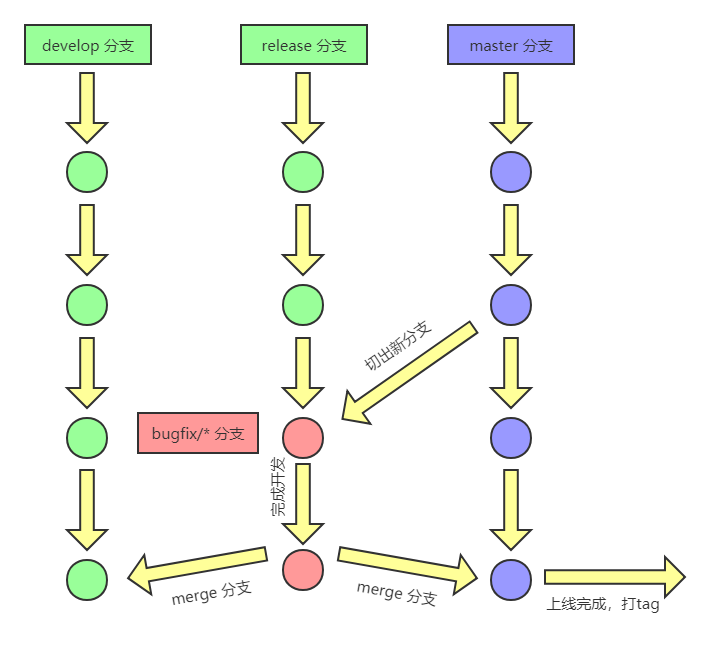 develop 分支
release 分支
master 分支
切出新分支
bugfix/* 分支
完成开发
merge 分支
merge 分支
上线完成，打tag